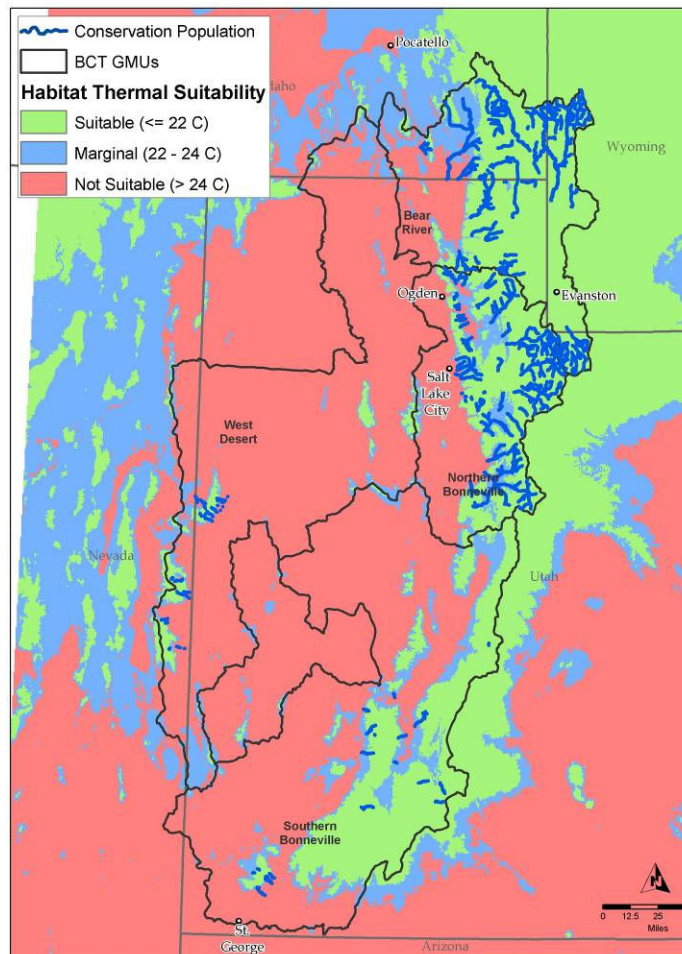 Conservation Population
BCT GMUs
Habitat Thermal Suitability
Suitable (<= 22 C)
Marginal (22 - 24 C)
Not Suitable (> 24 C)
Pocatello
Wyoming
Bear
River
Ogden
Evanston
Salt
Lake
City
West
Desert
Northern
Bonneville
Nevada
Utah
Southern
Bonneville
N
0 12.5 25
Miles
St.
George
Arizona